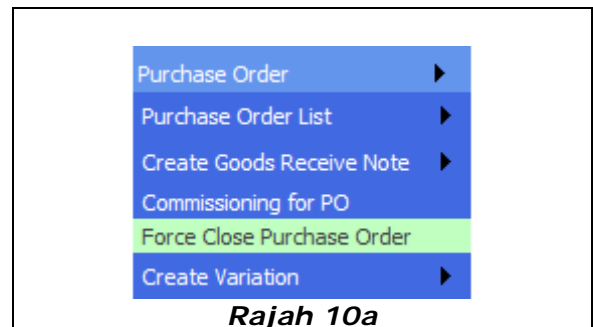 Purchase Order
Purchase Order List
Create Goods Receive Note
Commissioning for PO
Force Close Purchase Order
Create Variation
Rajah 10a